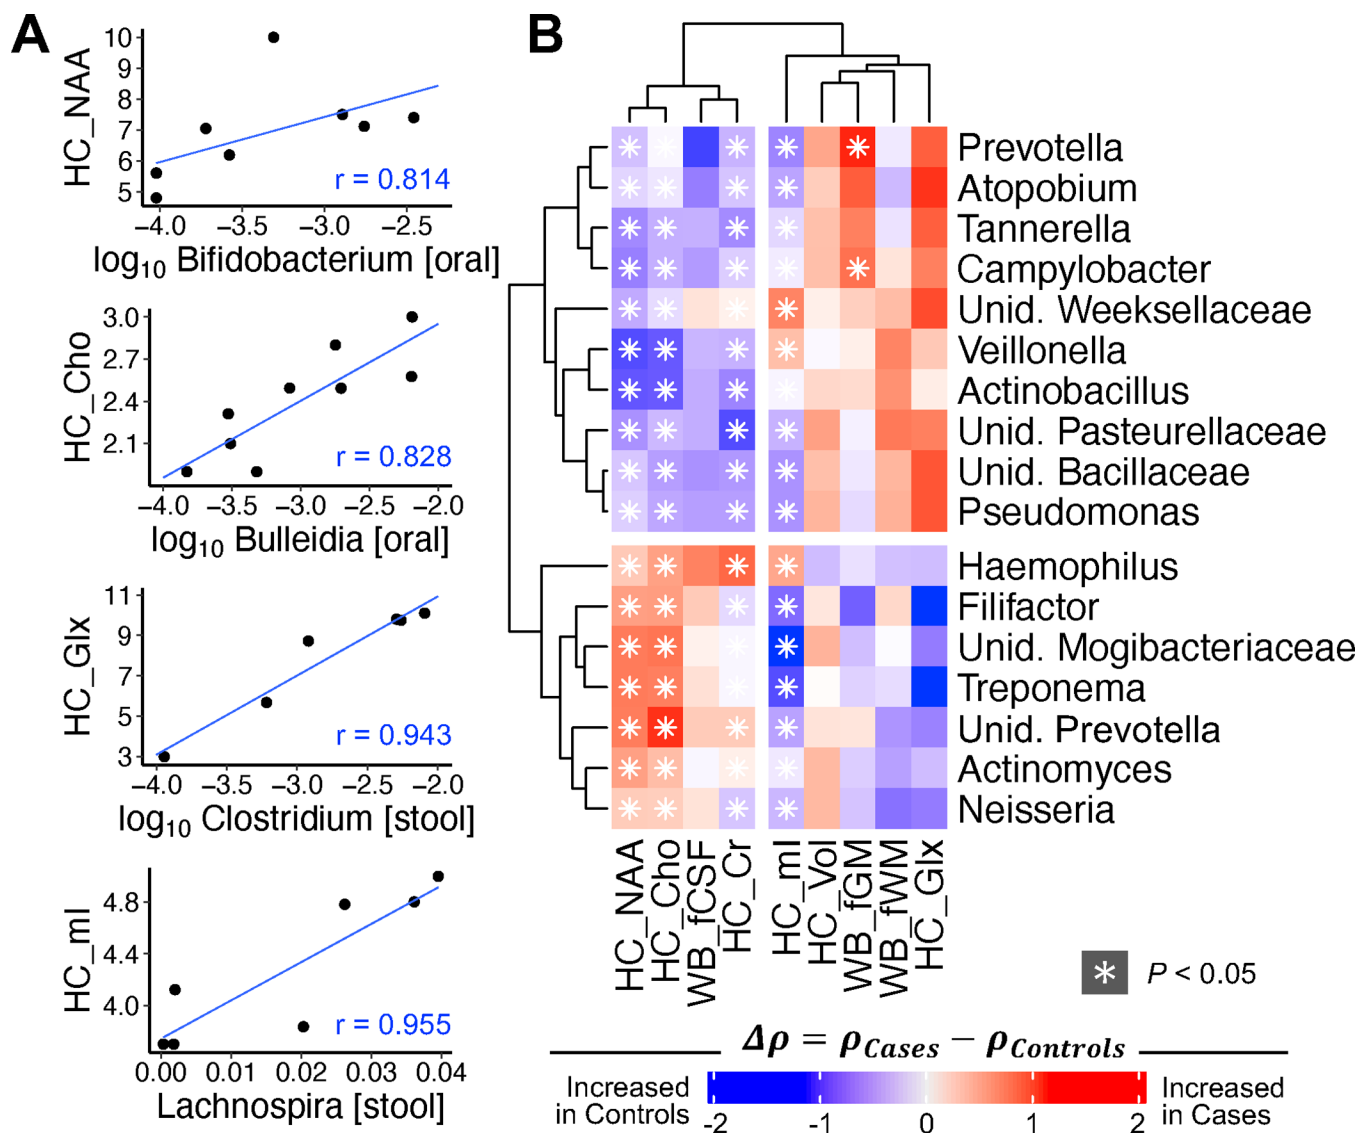 A
HC_NAA
10
9
8
7
6
5
r = 0.814
−4.0 −3.5 −3.0 −2.5
log10 Bifidobacterium [oral]
HC_Cho
3.0
2.7
2.4
2.1
r = 0.828
−4.0 −3.5 −3.0 −2.5 −2.0
log10 Bulleidia [oral]
HC_Glx
11
9
7
5
3
r = 0.943
−4.0 −3.5 −3.0 −2.5 −2.0
log10 Clostridium [stool]
HC_mI
4.8
4.4
4.0
r = 0.955
0.00 0.01 0.02 0.03 0.04
Lachnospira [stool]
B
Prevotella
Atopobium
Tannerella
Campylobacter
Unid. Weeksellaceae
Veillonella
Actinobacillus
Unid. Pasteurellaceae
Unid. Bacillaceae
Pseudomonas
Haemophilus
Filifactor
Unid. Mogibacteriaceae
Treponema
Unid. Prevotella
Actinomyces
Neisseria
HC_NAA
HC_Cho
WB_fCSF
HC_Cr
HC_mI
HC_Vol
WB_fGM
WB_fWM
HC_Glx
* P < 0.05
Δρ = ρCases − ρControls
Increased
in Controls
-2 -1 0 1 2
Increased
in Cases